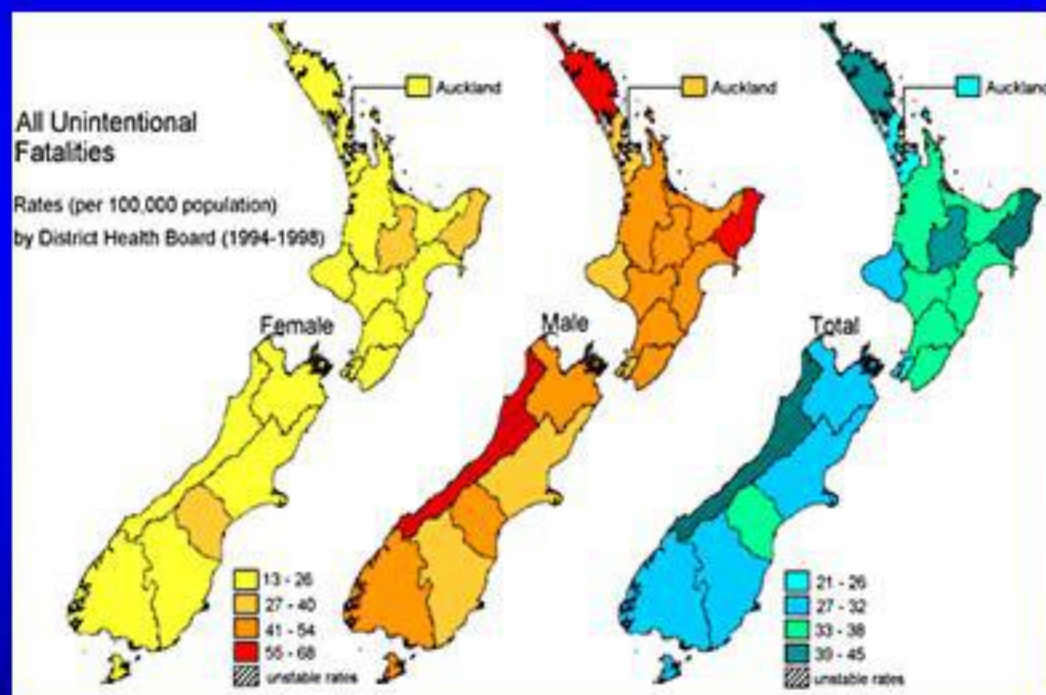 All Unintentional
Fatalities
Rates (per 100,000 population)
by District Health Board (1994-1998)
Auckland
Auckland
Auckland
Female
Male
Total
13 - 26
27 - 40
41 - 54
55 - 68
unstable rates
21 - 26
27 - 32
33 - 38
39 - 45
unstable rates